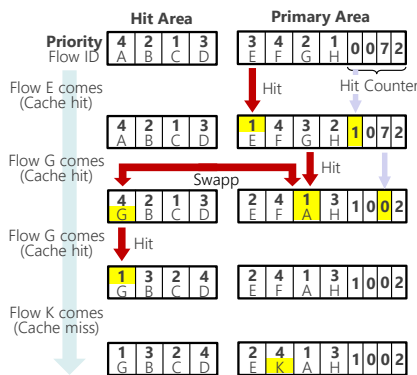 Hit Area Primary Area
Priority 4 2 1 3 3 4 2 1 0 0 7 2
Flow ID A B C D E F G H
Flow E comes (Cache hit) Hit Hit Counter
4 2 1 3 1 4 3 2 1 0 7 2
A B C D E F G H
Flow G comes (Cache hit) Hit
Swapp
4 2 1 3 2 4 1 3 1 0 0 2
G B C D E F A H
Flow G comes (Cache hit) Hit
1 3 2 4 2 4 1 3 1 0 0 2
G B C D E F A H
Flow K comes (Cache miss)
1 3 2 4 2 4 1 3 1 0 0 2
G B C D E K A H